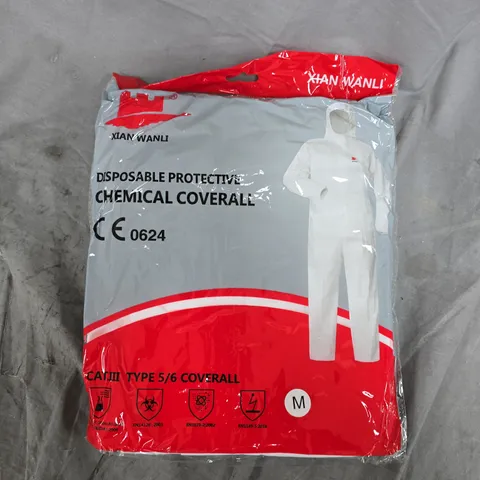 XIAN WANLI
®
XIAN WANLI
DISPOSABLE PROTECTIVE
CHEMICAL COVERALL
CE 0624
CAT.III TYPE 5/6 COVERALL
M